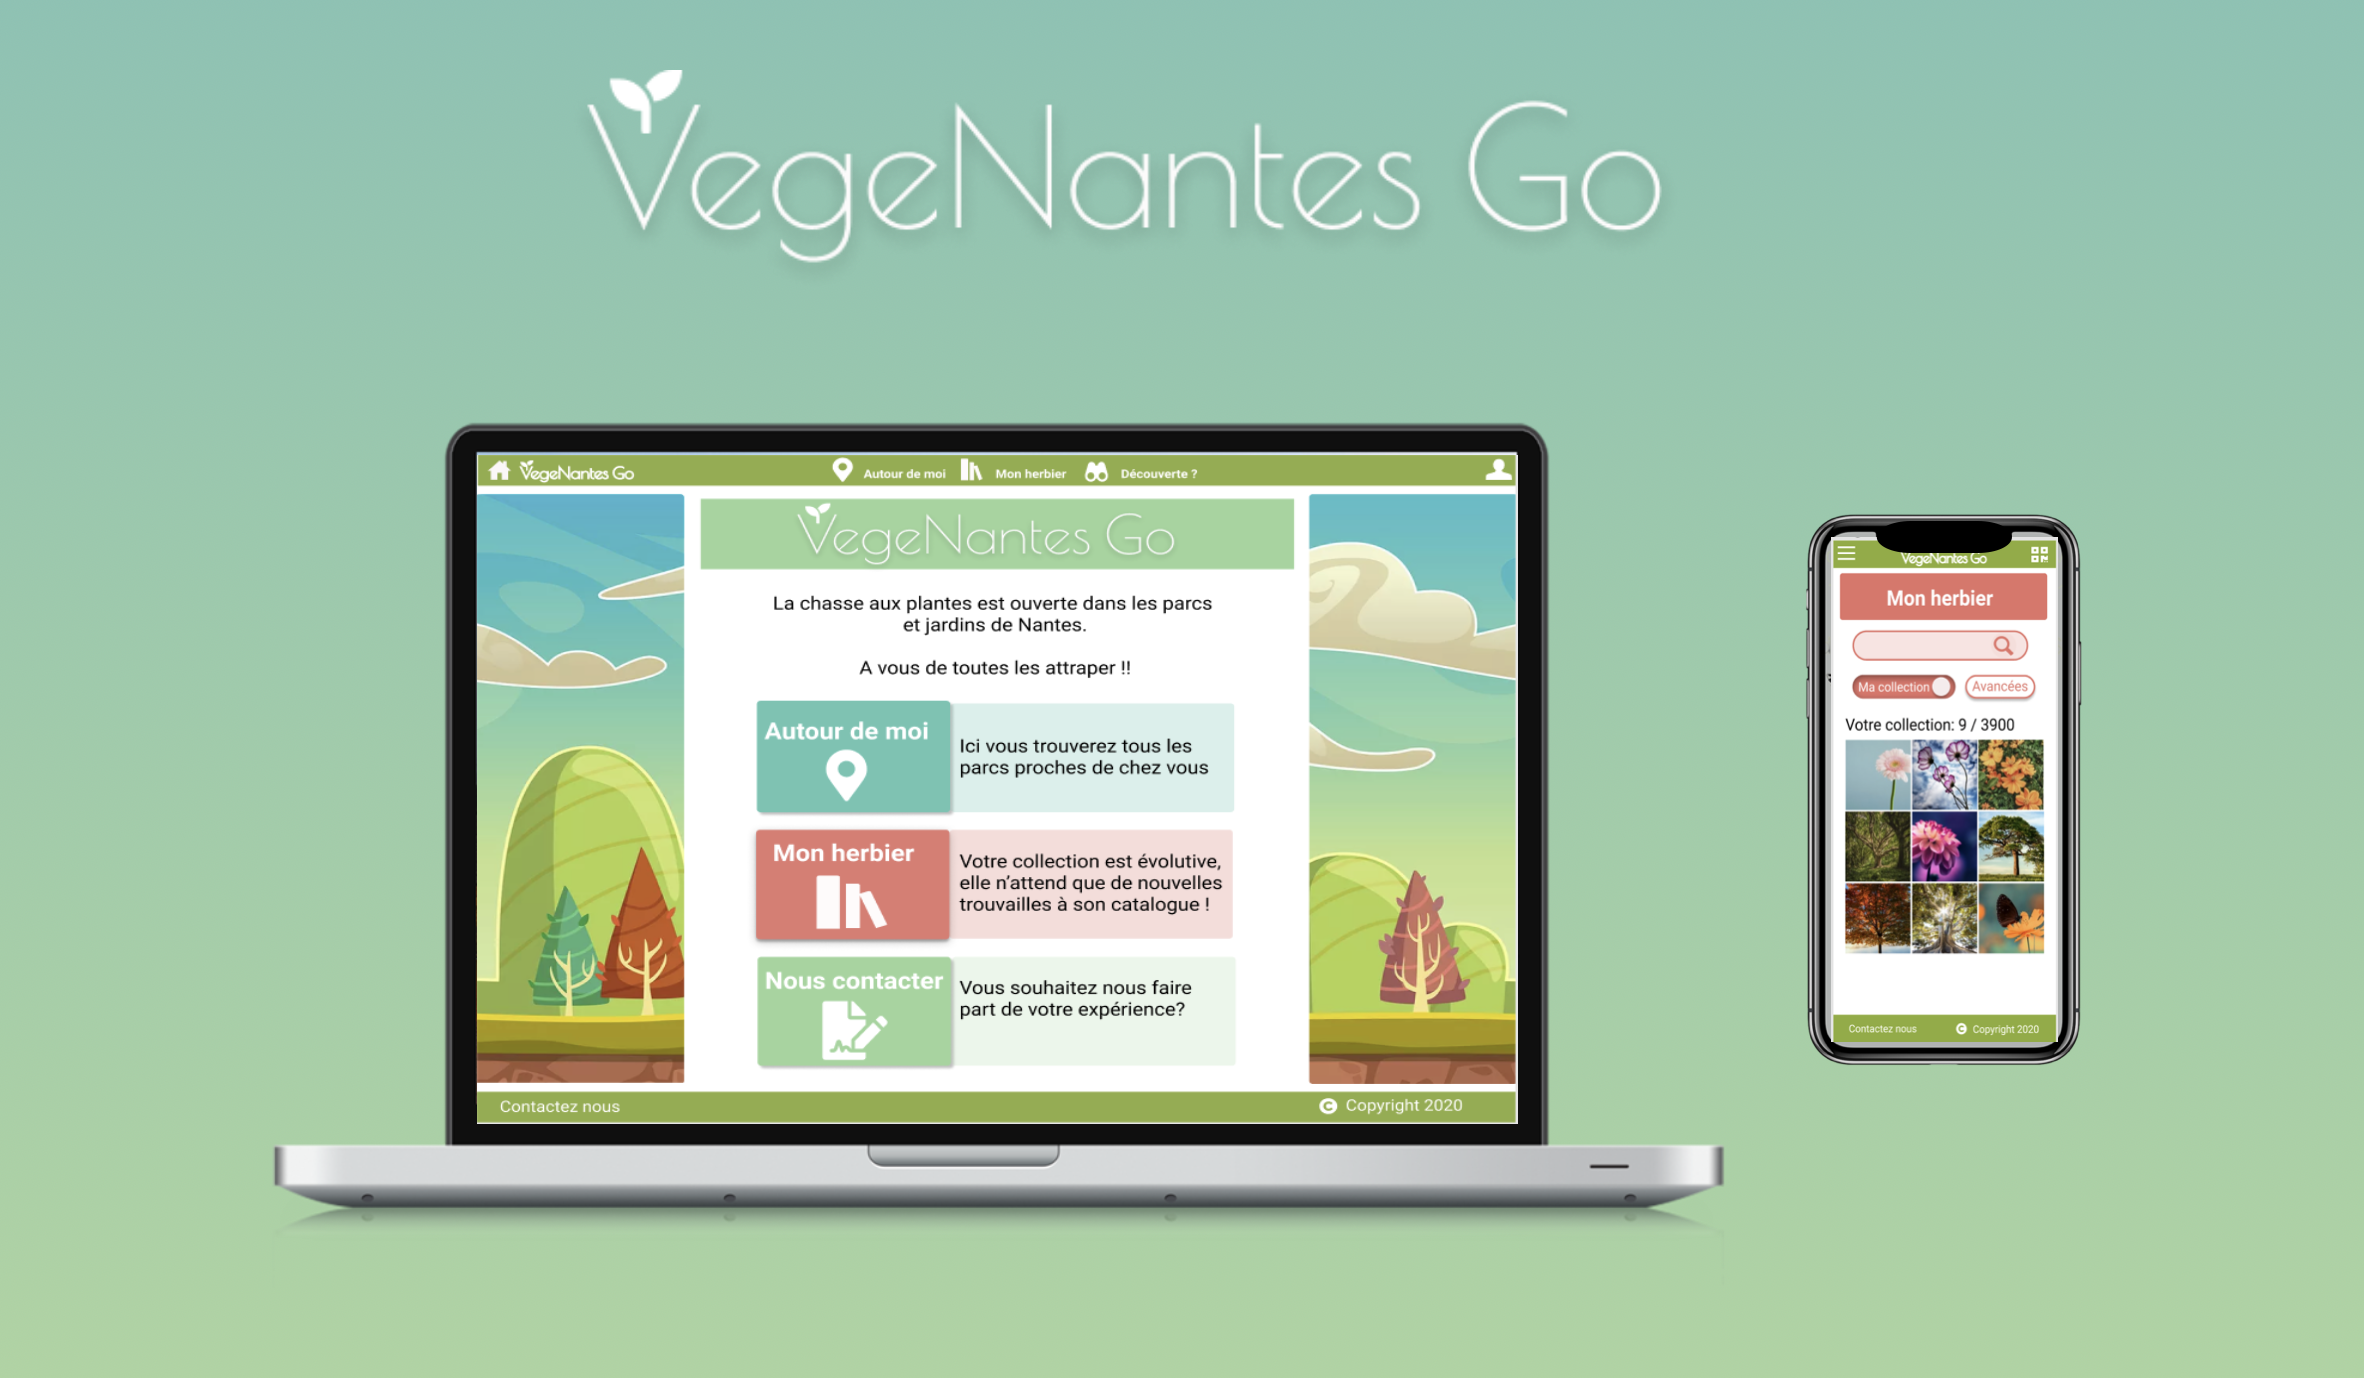 VegeNantes Go
VegeNantes Go
Autour de moi
Mon herbier
Découverte ?
VegeNantes Go
La chasse aux plantes est ouverte dans les parcs
et jardins de Nantes.
A vous de toutes les attraper !!
Autour de moi
Ici vous trouverez tous les
parcs proches de chez vous
Mon herbier
Votre collection est évolutive,
elle n'attend que de nouvelles
trouvailles à son catalogue !
Nous contacter
Vous souhaitez nous faire
part de votre expérience?
Contactez nous
Copyright 2020
VegeNantes Go
Mon herbier
Ma collection
Avancées
Votre collection: 9 / 3900
Contactez nous
Copyright 2020